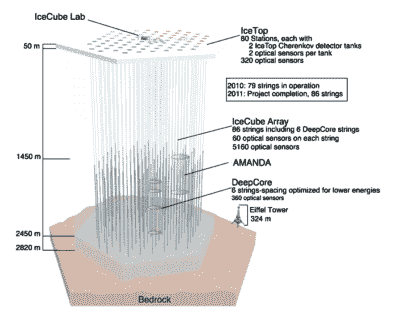 IceCube Lab
IceTop
80 Stations, each with
2 IceTop Cherenkov detector tanks
2 optical sensors per tank
320 optical sensors
50 m
2010: 79 strings in operation
2011: Project completion, 86 strings
IceCube Array
86 strings including 6 DeepCore strings
60 optical sensors on each string
5160 optical sensors
1450 m
AMANDA
DeepCore
6 strings-spacing optimized for lower energies
360 optical sensors
Eiffel Tower
324 m
2450 m
2820 m
Bedrock